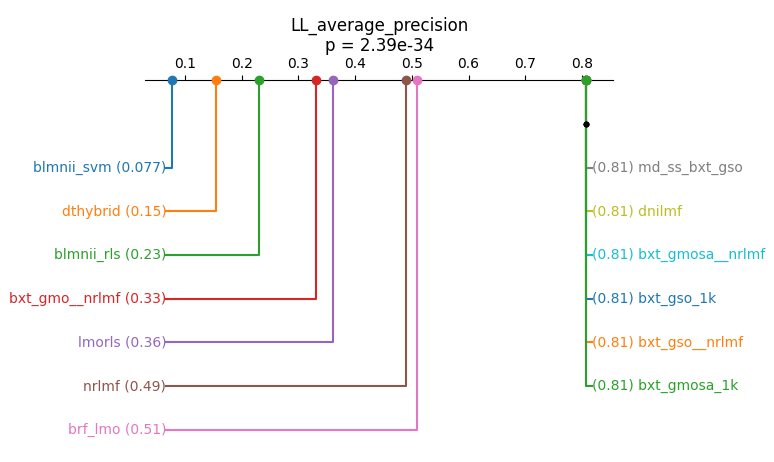 LL_average_precision
p = 2.39e-34
0.1 0.2 0.3 0.4 0.5 0.6 0.7 0.8
blmnii_svm (0.077) (0.81) md_ss_bxt_gso
dthybrid (0.15) (0.81) dnilmf
blmnii_rls (0.23) (0.81) bxt_gmosa__nrlmf
bxt_gmo__nrlmf (0.33) (0.81) bxt_gso_1k
lmorls (0.36) (0.81) bxt_gso__nrlmf
nrlmf (0.49) (0.81) bxt_gmosa_1k
brf_lmo (0.51)